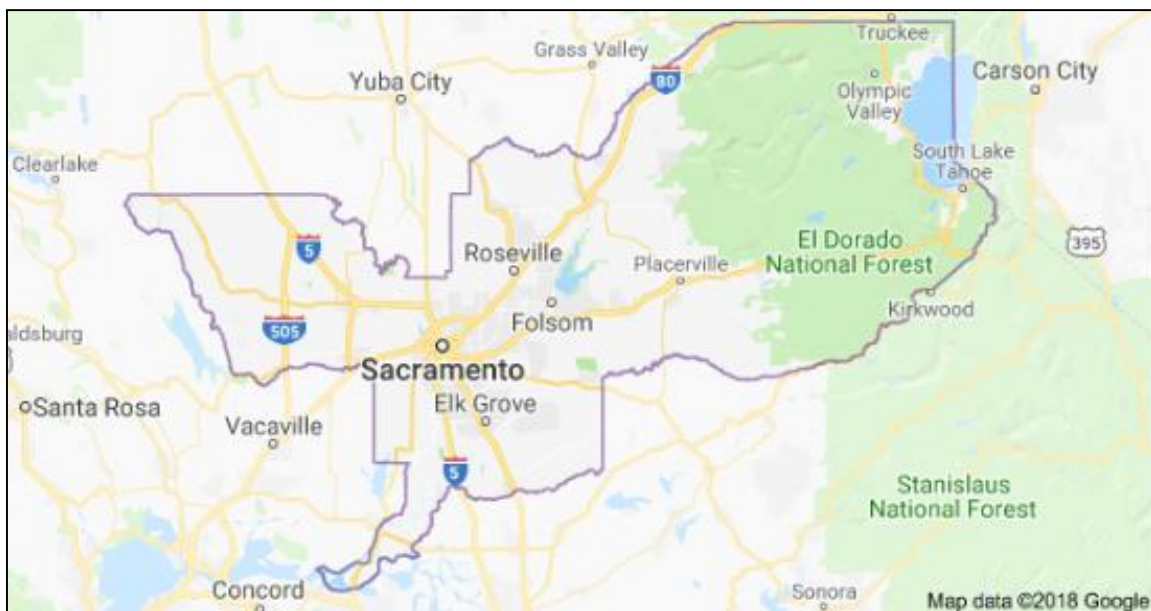 Truckee
Grass Valley
80
Carson City
Yuba City
Olympic
Valley
Clearlake
South Lake
Tahoe
5
El Dorado
National Forest
395
Roseville
Placerville
Kirkwood
Folsom
505
aldsburg
Sacramento
Santa Rosa
Elk Grove
Vacaville
5
Stanislaus
National Forest
Concord
Sonora
Map data ©2018 Google